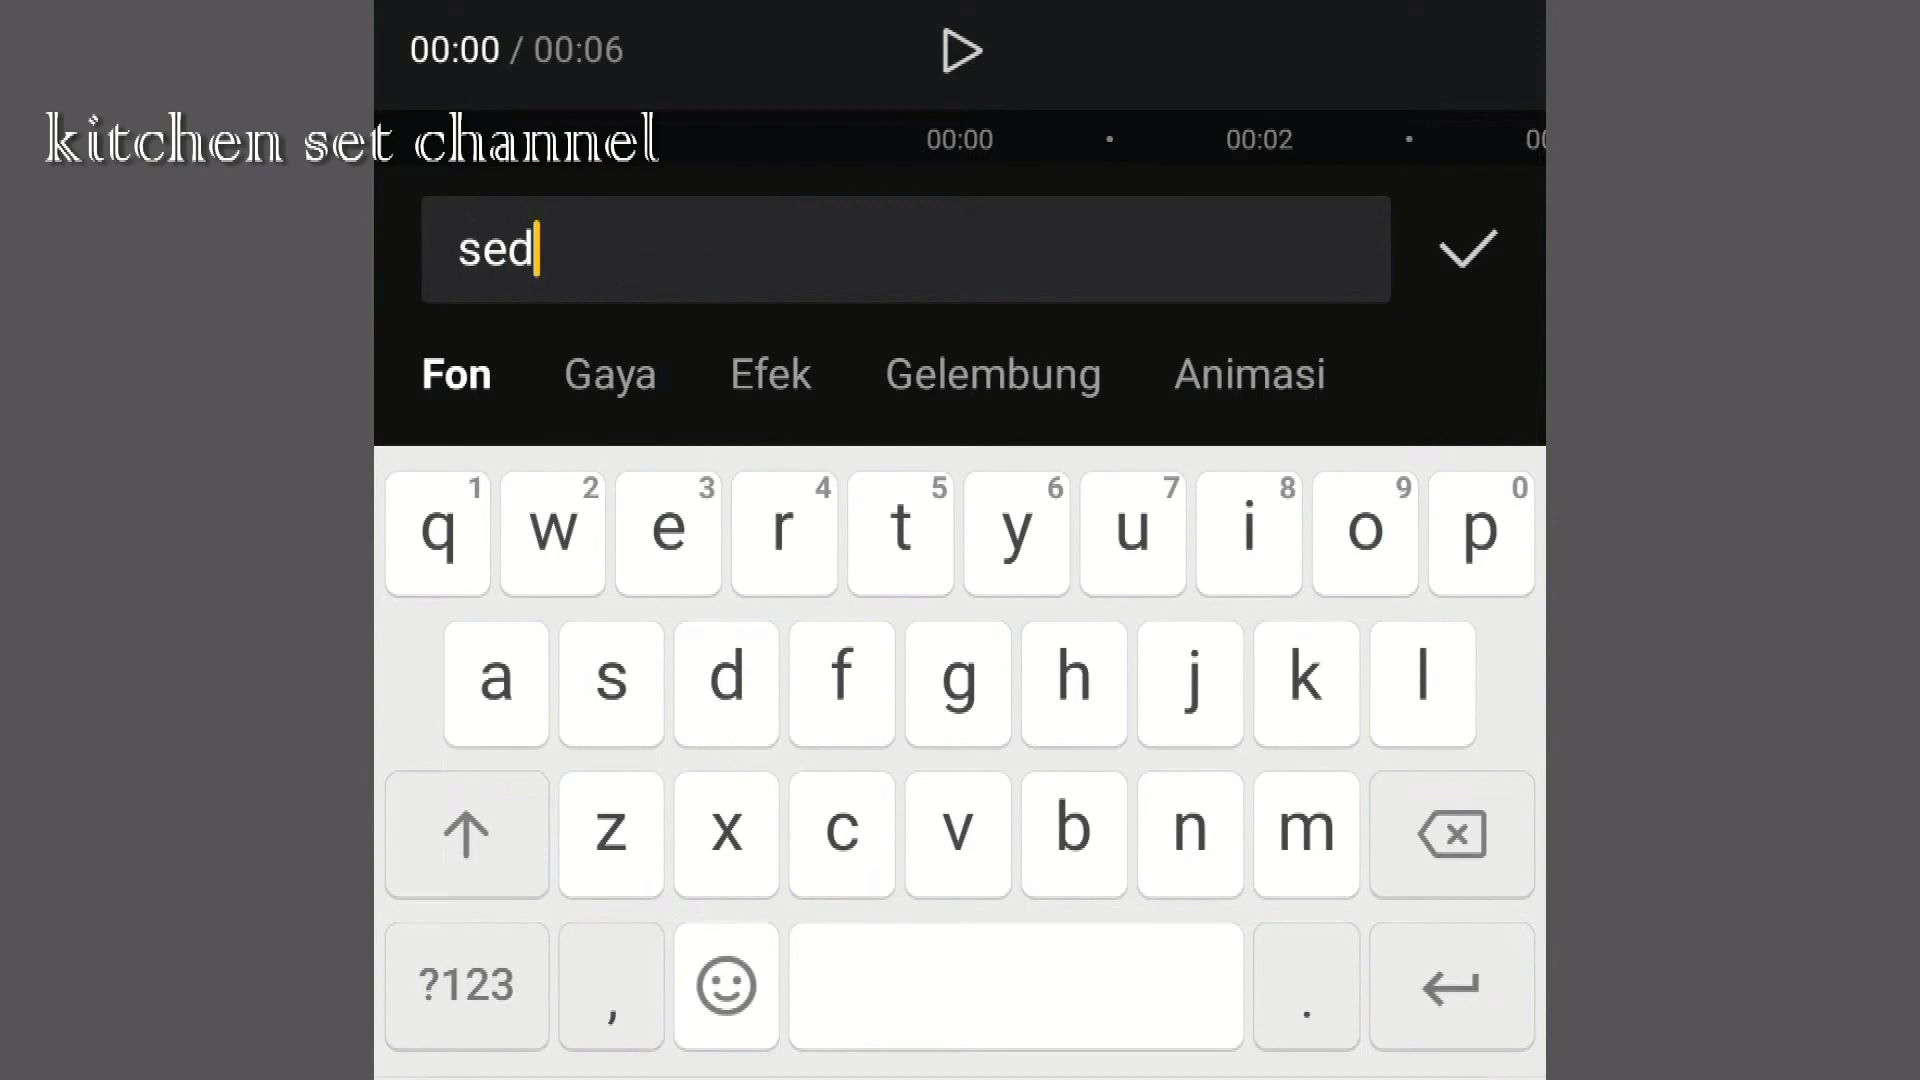 00:00 / 00:06
kitchen set channel
00:00 • 00:02 •
sed
Fon Gaya Efek Gelembung Animasi
1 2 3 4 5 6 7 8 9 0
q w e r t y u i o p
a s d f g h j k l
z x c v b n m
?123 , .